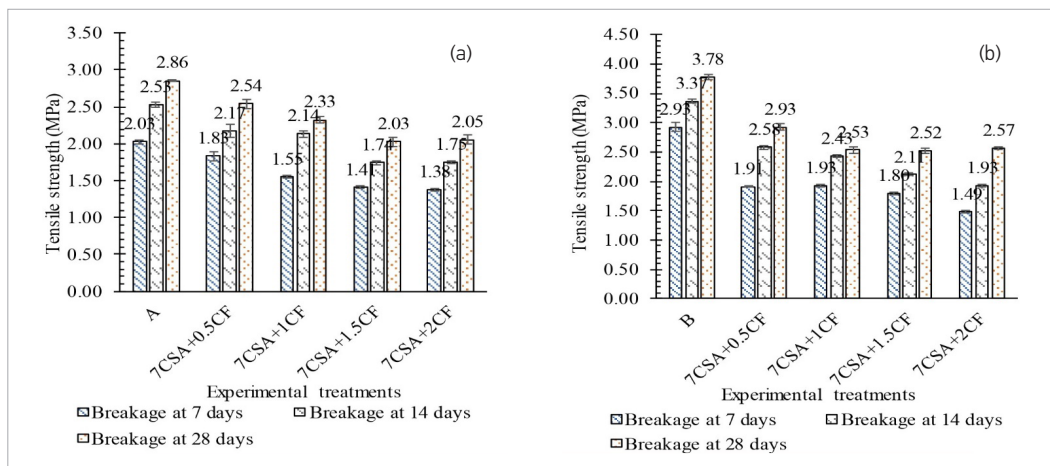 (a)
Tensile strength (MPa)
3.50
3.00
2.50
2.00
1.50
1.00
0.50
0.00
2.03
2.53
2.86
1.83
2.17
2.54
1.55
2.14
2.33
1.41
1.74
2.03
1.38
1.75
2.05
A
7CSA+0.5CF
7CSA+1CF
7CSA+1.5CF
7CSA+2CF
Experimental treatments
Breakage at 7 days
Breakage at 14 days
Breakage at 28 days
(b)
Tensile strength (MPa)
4.50
4.00
3.50
3.00
2.50
2.00
1.50
1.00
0.50
0.00
2.93
3.37
3.78
1.91
2.58
2.93
1.93
2.43
2.53
1.80
2.52
1.49
1.93
2.57
B
7CSA+0.5CF
7CSA+1CF
7CSA+1.5CF
7CSA+2CF
Experimental treatments
Breakage at 7 days
Breakage at 14 days
Breakage at 28 days